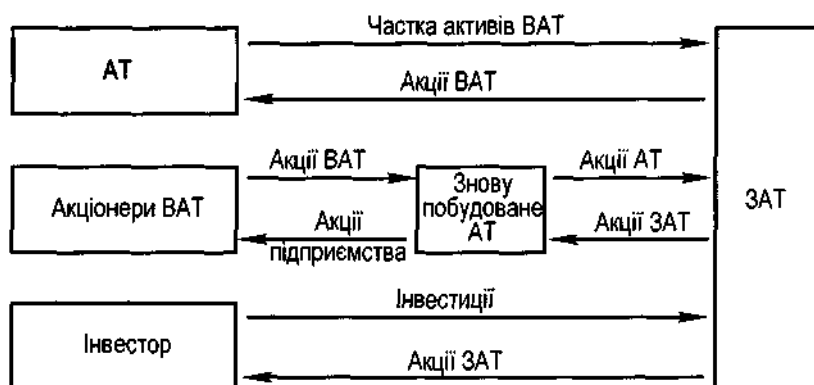 Частка активів ВАТ
АТ
Акції ВАТ
Акції ВАТ
Акції АТ
Акціонери ВАТ
Знову
побудоване
АТ
ЗАТ
Акції
підприємства
Акції ЗАТ
Інвестиції
Інвестор
Акції ЗАТ